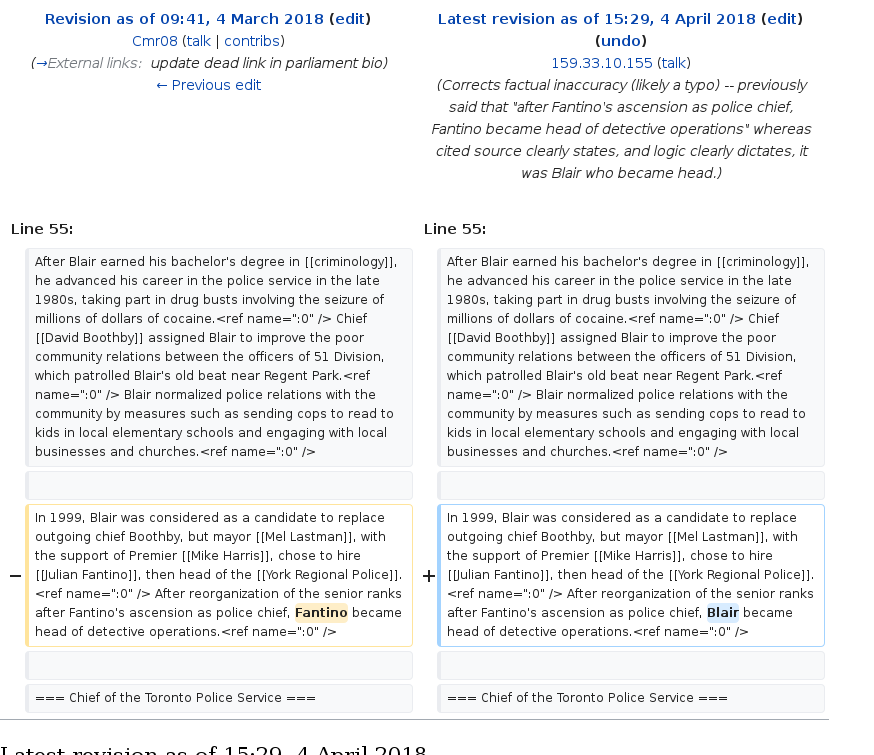 Revision as of 09:41, 4 March 2018 (edit)
Cmr08 (talk | contribs)
(→External links: update dead link in parliament bio)
← Previous edit
Latest revision as of 15:29, 4 April 2018 (edit)
(undo)
159.33.10.155 (talk)
(Corrects factual inaccuracy (likely a typo) -- previously
said that "after Fantino's ascension as police chief,
Fantino became head of detective operations" whereas
cited source clearly states, and logic clearly dictates, it
was Blair who became head.)
Line 55:
Line 55:
After Blair earned his bachelor's degree in [[criminology]],
he advanced his career in the police service in the late
1980s, taking part in drug busts involving the seizure of
millions of dollars of cocaine.<ref name=":0" /> Chief
[[David Boothby]] assigned Blair to improve the poor
community relations between the officers of 51 Division,
which patrolled Blair's old beat near Regent Park.<ref
name=":0" /> Blair normalized police relations with the
community by measures such as sending cops to read to
kids in local elementary schools and engaging with local
businesses and churches.<ref name=":0" />
After Blair earned his bachelor's degree in [[criminology]],
he advanced his career in the police service in the late
1980s, taking part in drug busts involving the seizure of
millions of dollars of cocaine.<ref name=":0" /> Chief
[[David Boothby]] assigned Blair to improve the poor
community relations between the officers of 51 Division,
which patrolled Blair's old beat near Regent Park.<ref
name=":0" /> Blair normalized police relations with the
community by measures such as sending cops to read to
kids in local elementary schools and engaging with local
businesses and churches.<ref name=":0" />
− In 1999, Blair was considered as a candidate to replace
outgoing chief Boothby, but mayor [[Mel Lastman]], with
the support of Premier [[Mike Harris]], chose to hire
[[Julian Fantino]], then head of the [[York Regional Police]].
<ref name=":0" /> After reorganization of the senior ranks
after Fantino's ascension as police chief, Fantino became
head of detective operations.<ref name=":0" />
+ In 1999, Blair was considered as a candidate to replace
outgoing chief Boothby, but mayor [[Mel Lastman]], with
the support of Premier [[Mike Harris]], chose to hire
[[Julian Fantino]], then head of the [[York Regional Police]].
<ref name=":0" /> After reorganization of the senior ranks
after Fantino's ascension as police chief, Blair became
head of detective operations.<ref name=":0" />
=== Chief of the Toronto Police Service ===
=== Chief of the Toronto Police Service ===
Latest revision as of 15:29, 4 April 2018